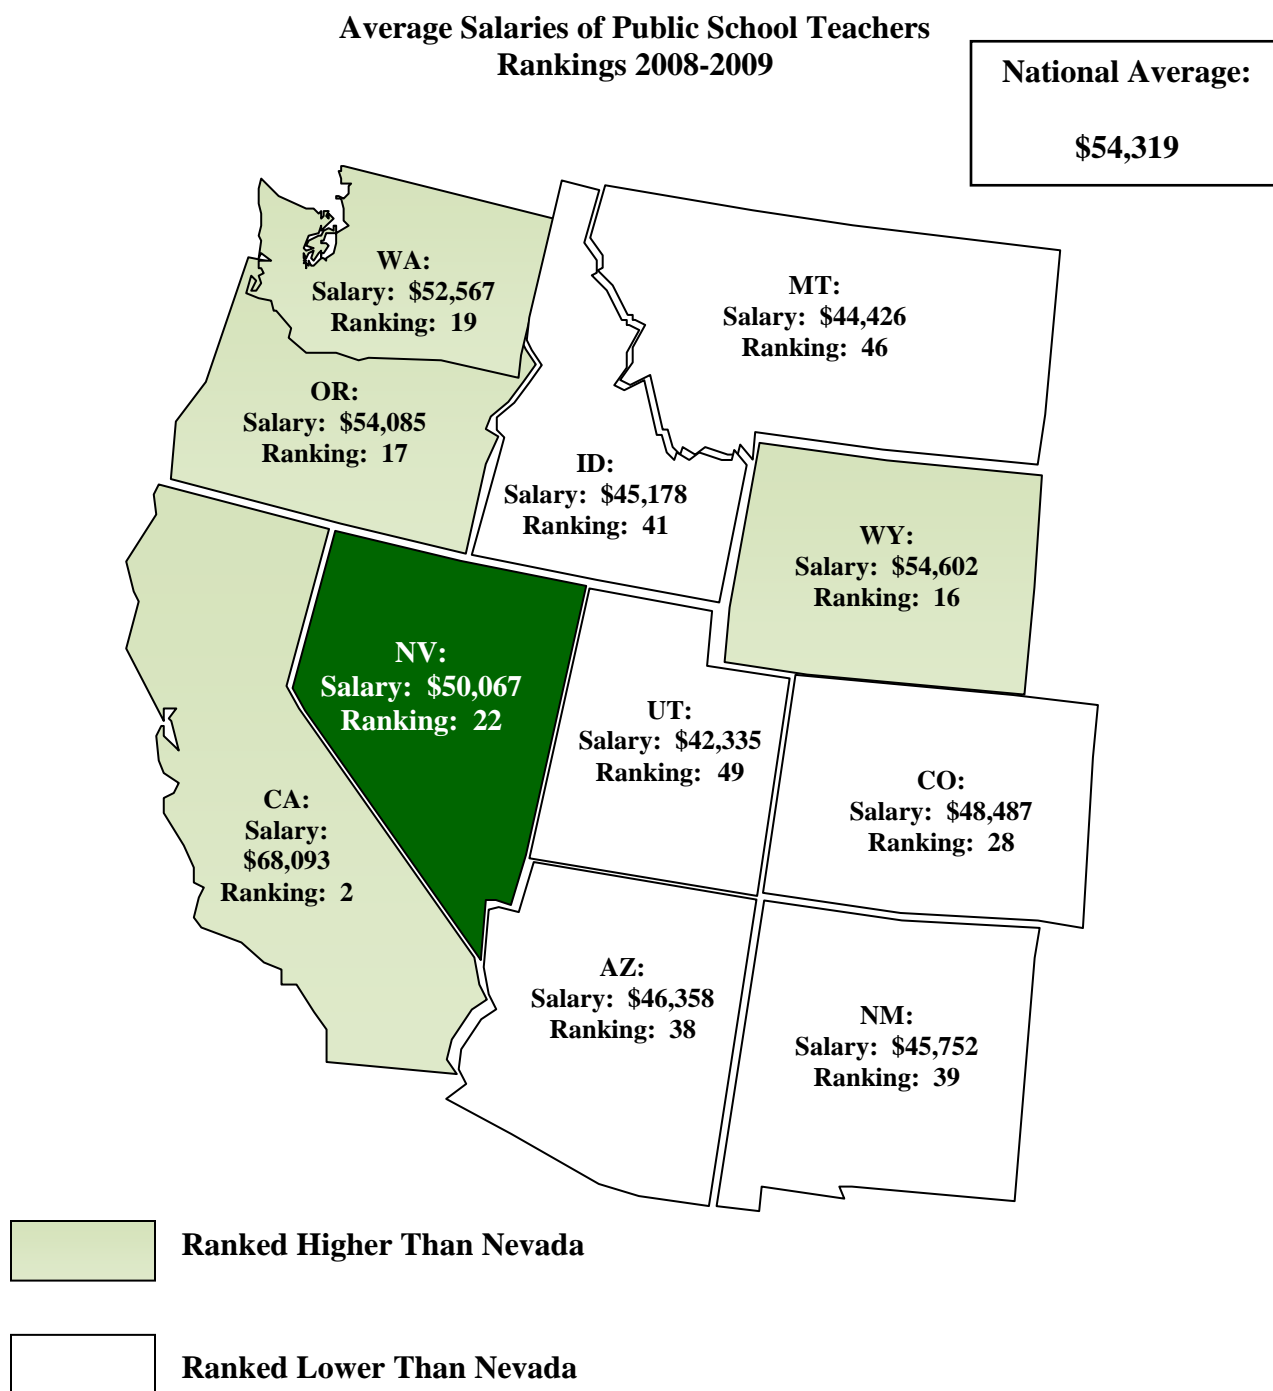 Average Salaries of Public School Teachers
Rankings 2008-2009
National Average:
$54,319
WA:
Salary: $52,567
Ranking: 19
MT:
Salary: $44,426
Ranking: 46
OR:
Salary: $54,085
Ranking: 17
ID:
Salary: $45,178
Ranking: 41
WY:
Salary: $54,602
Ranking: 16
NV:
Salary: $50,067
Ranking: 22
UT:
Salary: $42,335
Ranking: 49
CO:
Salary: $48,487
Ranking: 28
CA:
Salary:
$68,093
Ranking: 2
AZ:
Salary: $46,358
Ranking: 38
NM:
Salary: $45,752
Ranking: 39
Ranked Higher Than Nevada
Ranked Lower Than Nevada